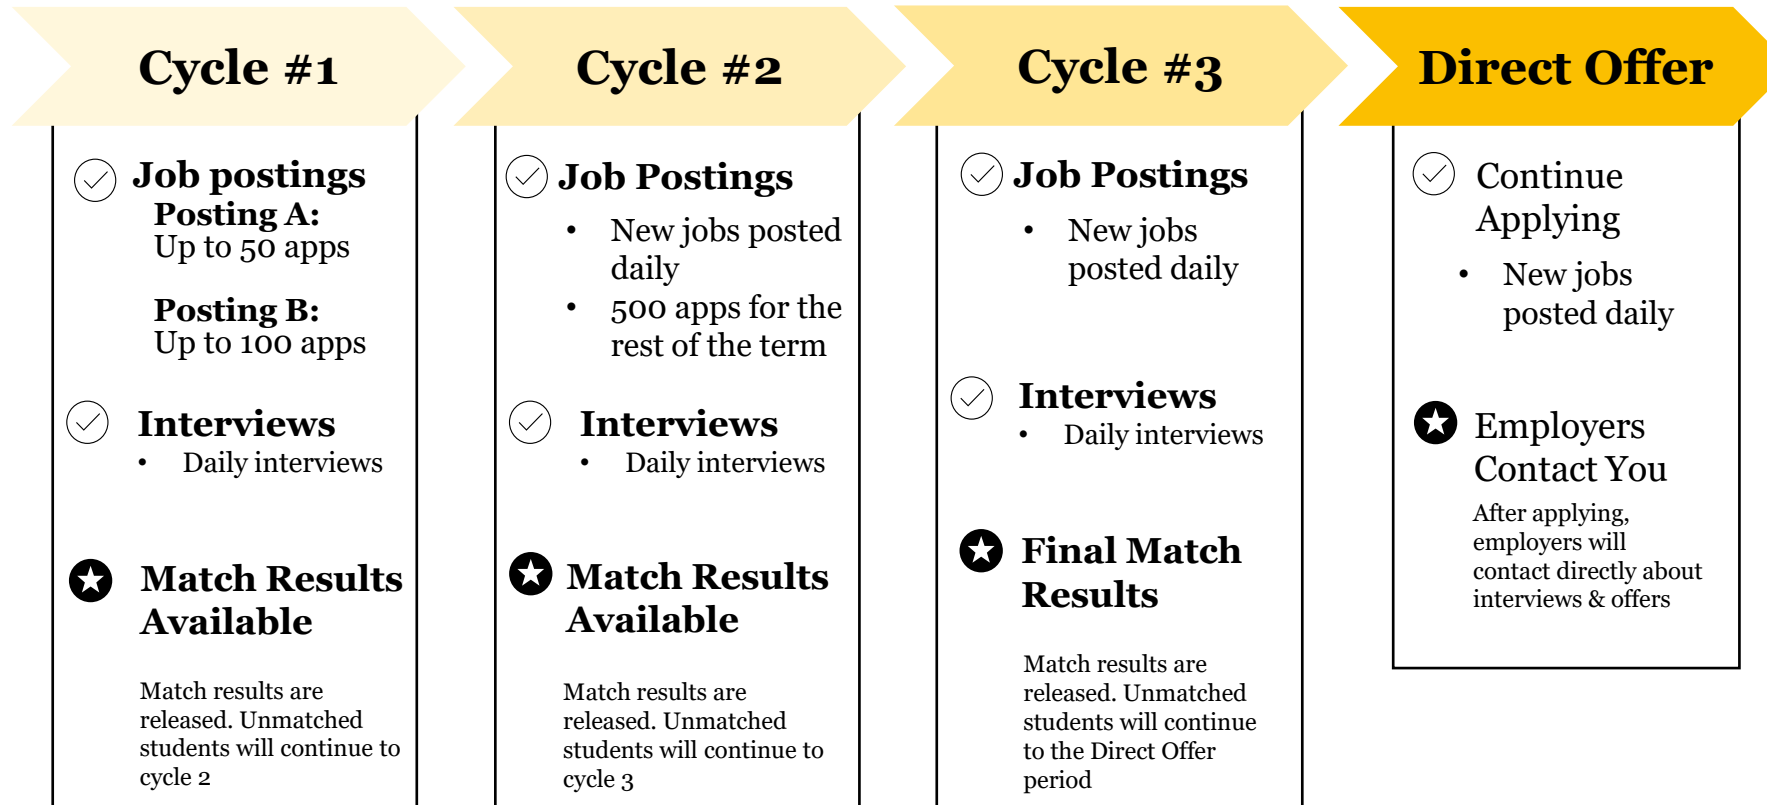 Cycle #1
Job postings
Posting A:
Up to 50 apps
Posting B:
Up to 100 apps
Interviews
• Daily interviews
Match Results
Available
Match results are
released. Unmatched
students will continue to
cycle 2
Cycle #2
Job Postings
• New jobs posted
daily
• 500 apps for the
rest of the term
Interviews
• Daily interviews
Match Results
Available
Match results are
released. Unmatched
students will continue to
cycle 3
Cycle #3
Job Postings
• New jobs
posted daily
Interviews
• Daily interviews
Final Match
Results
Match results are
released. Unmatched
students will continue
to the Direct Offer
period
Direct Offer
Continue
Applying
• New jobs
posted daily
Employers
Contact You
After applying,
employers will
contact directly about
interviews & offers